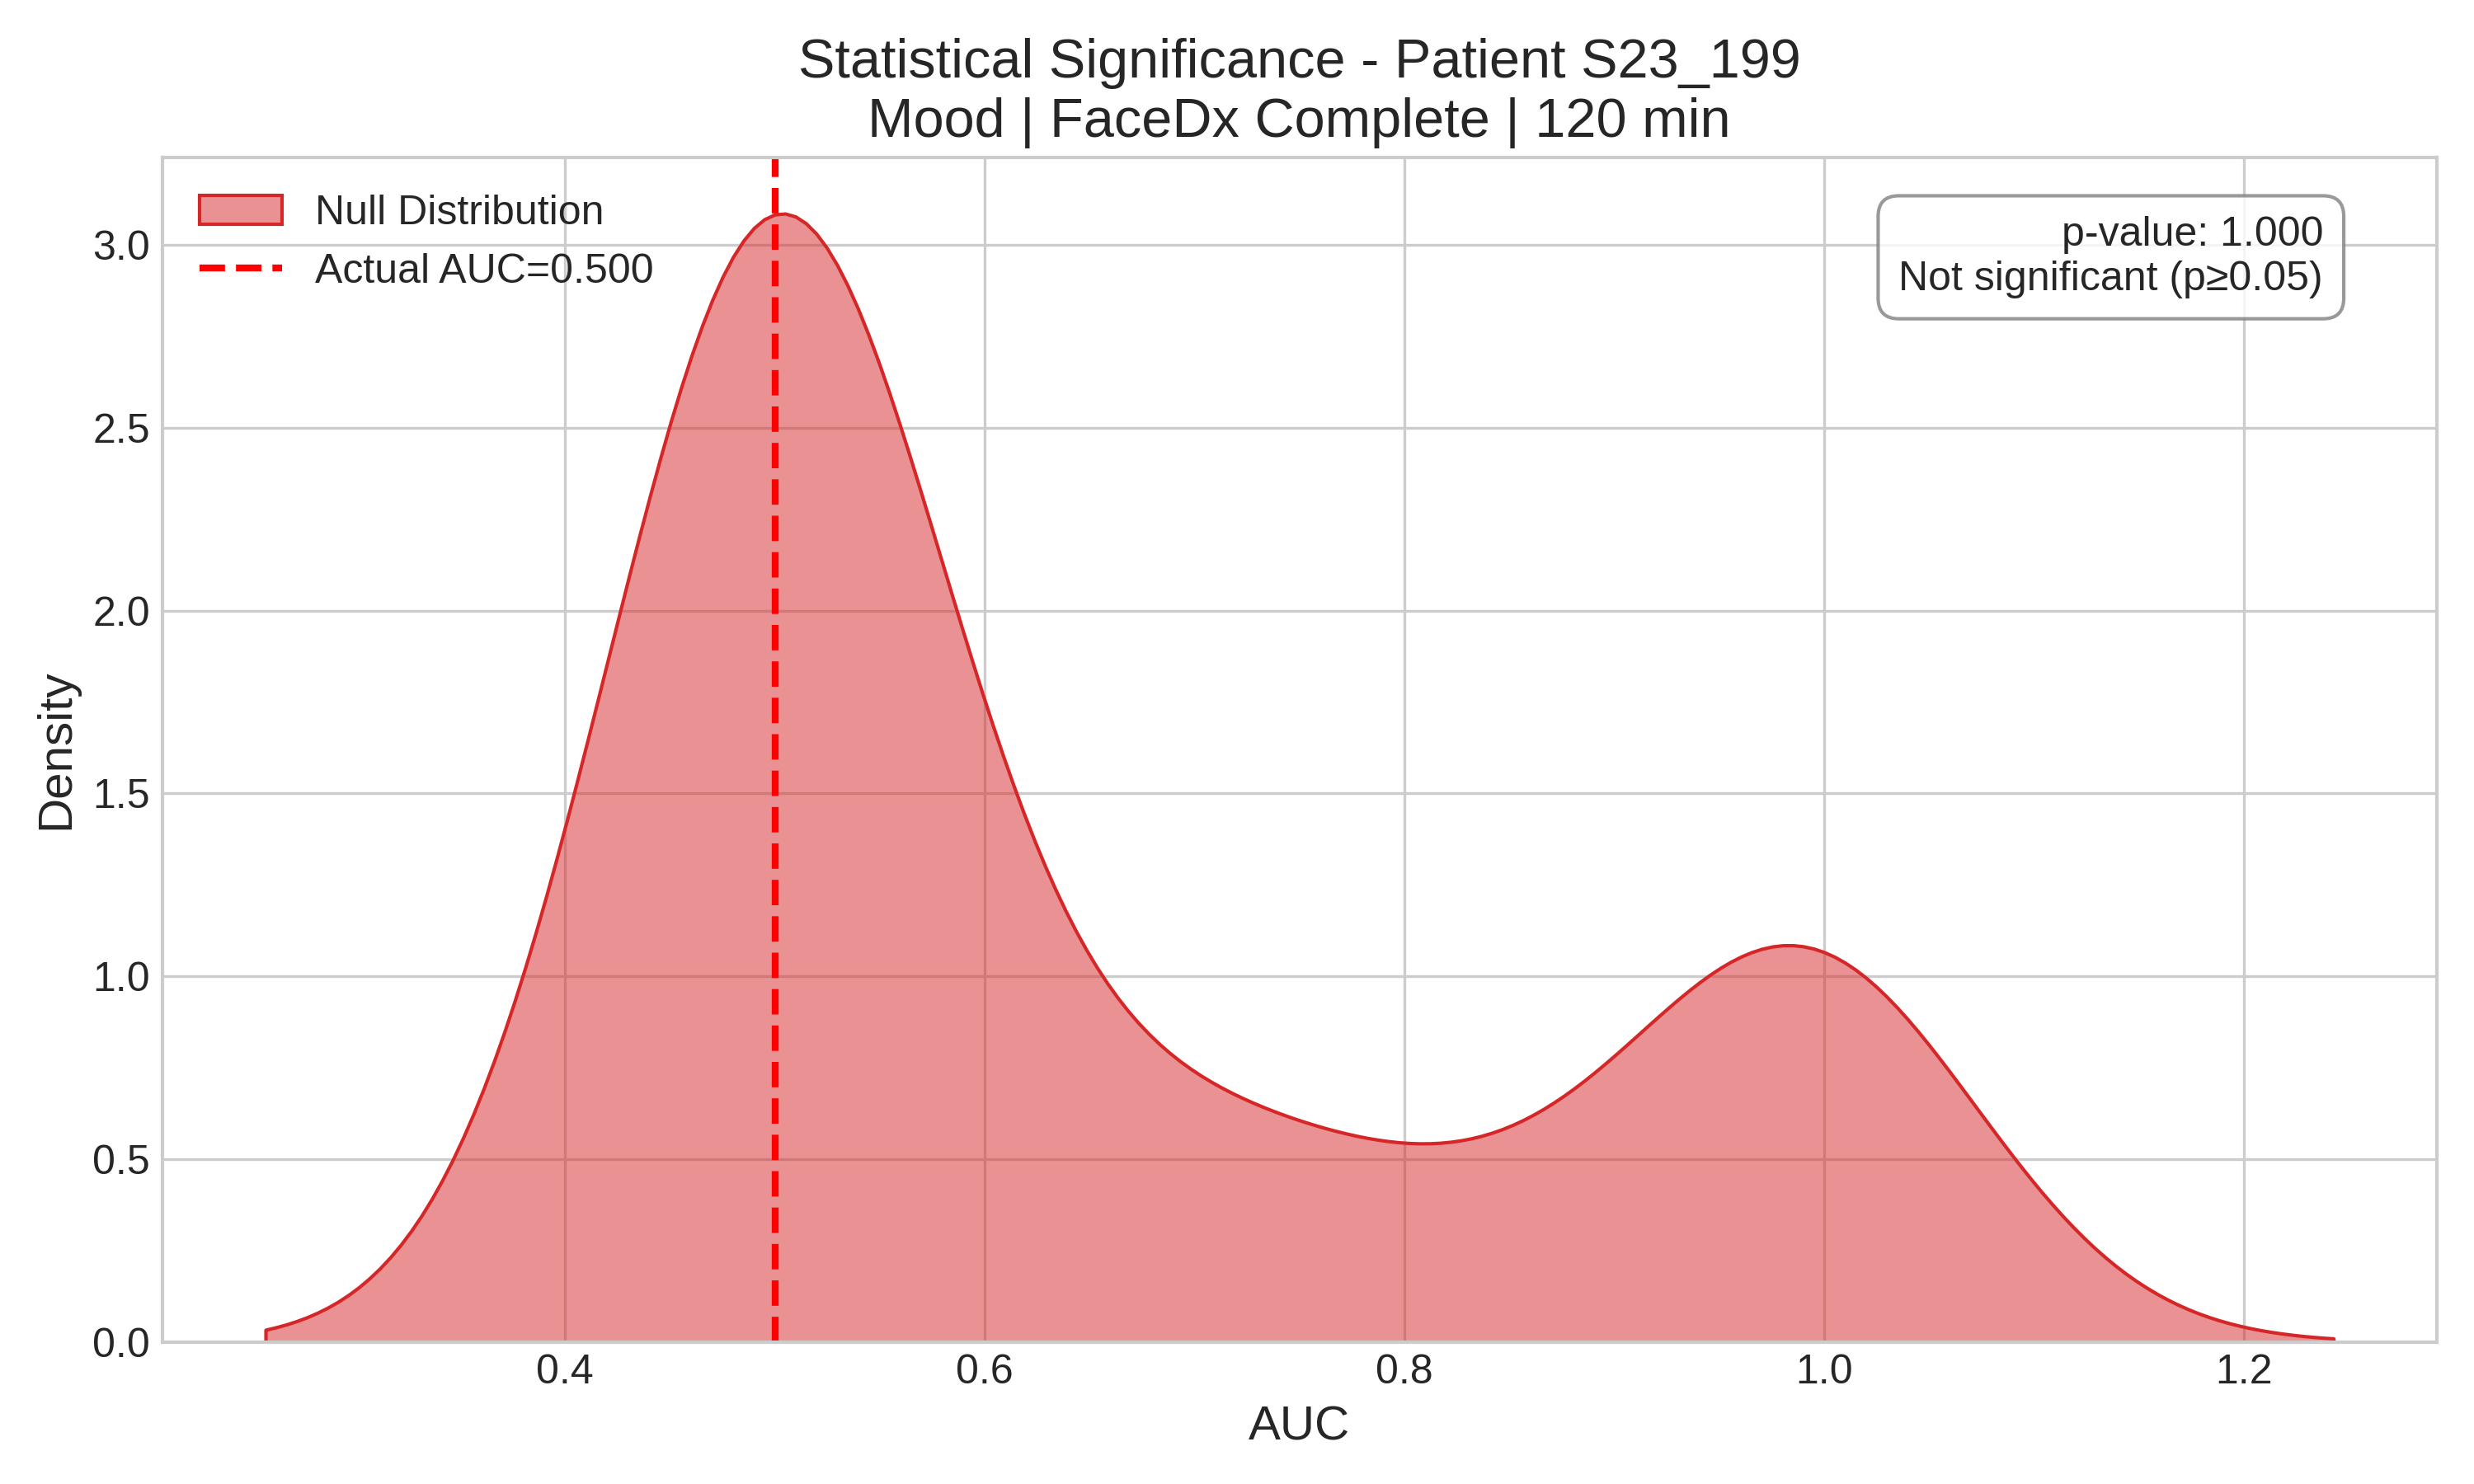 Statistical Significance - Patient S23_199
Mood | FaceDx Complete | 120 min
Null Distribution
Actual AUC=0.500
p-value: 1.000
Not significant (p≥0.05)
Density
3.0
2.5
2.0
1.5
1.0
0.5
0.0
0.4
0.6
0.8
1.0
1.2
AUC